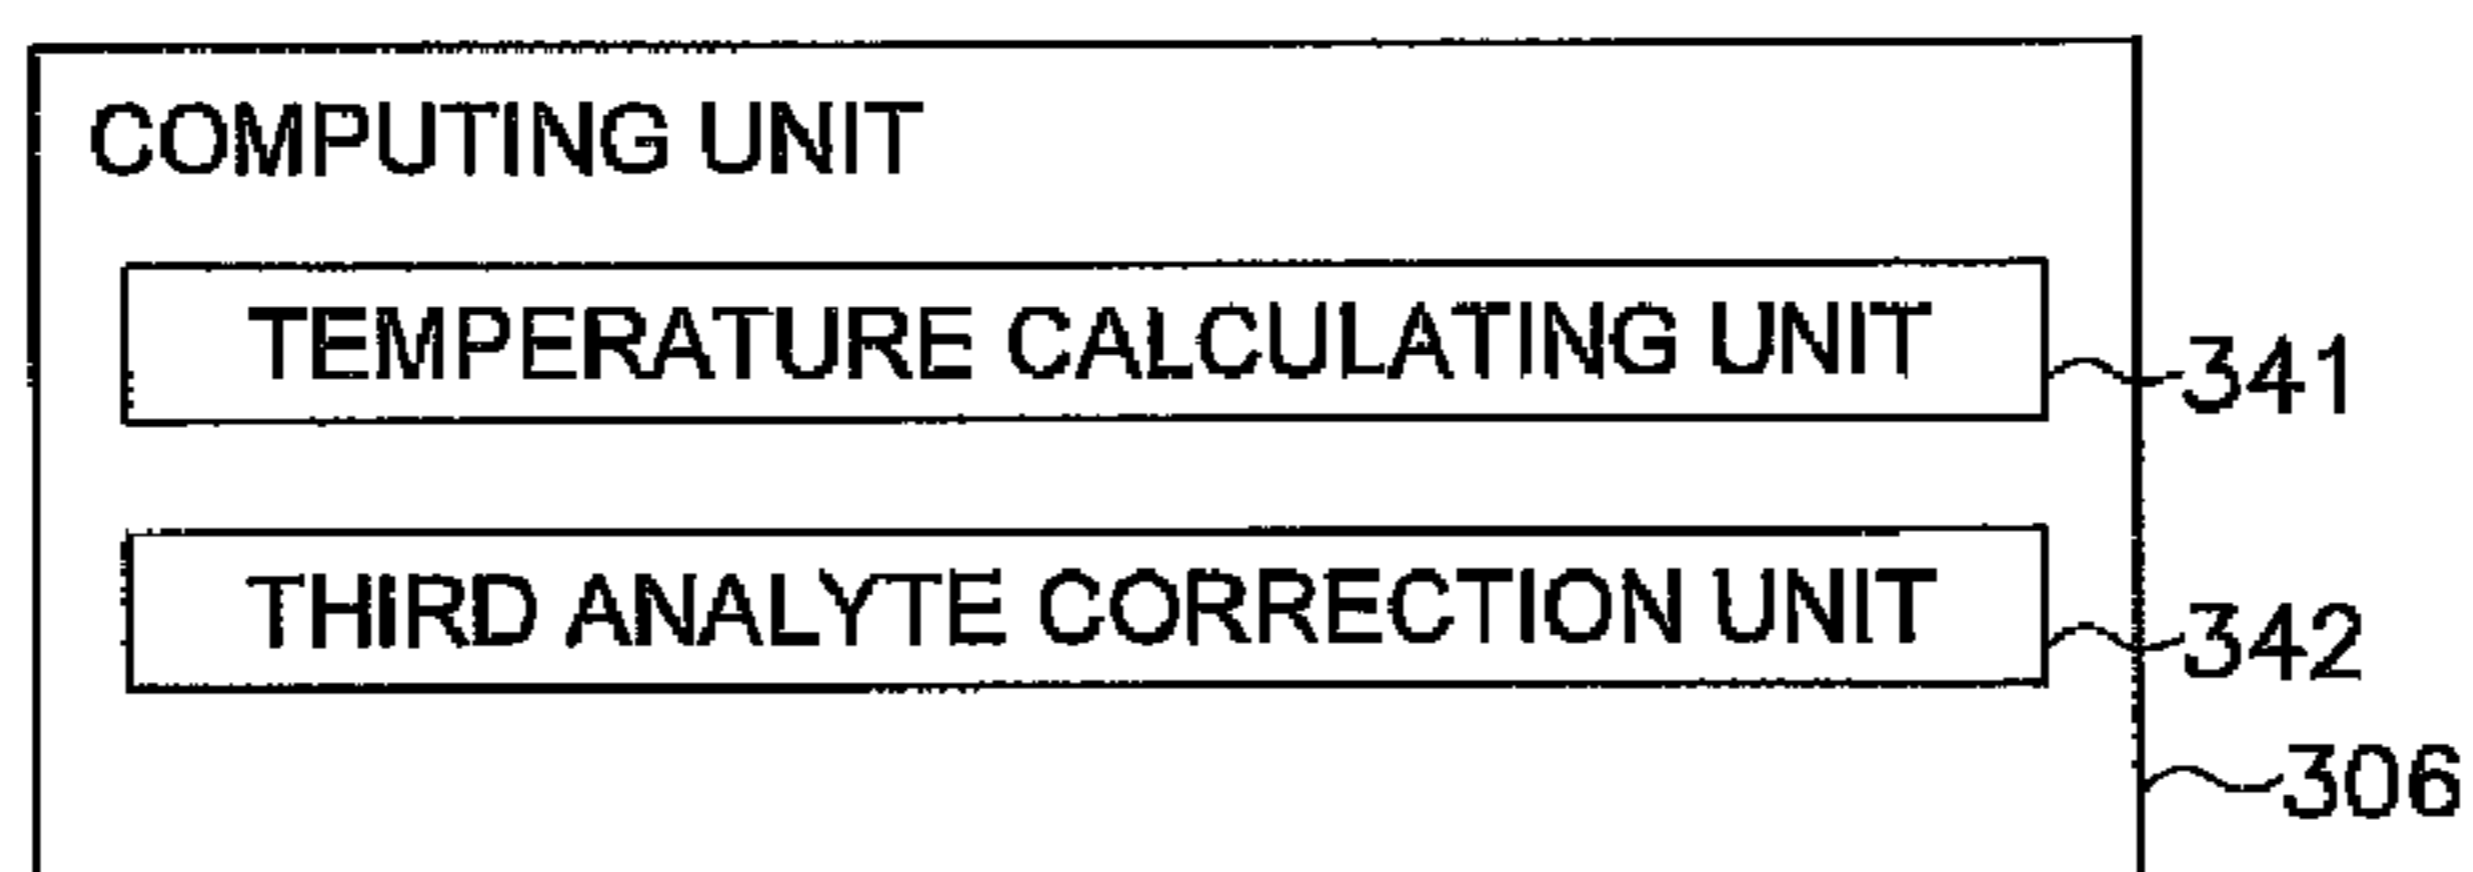 COMPUTING UNIT
TEMPERATURE CALCULATING UNIT
341
THIRD ANALYTE CORRECTION UNIT
342
306